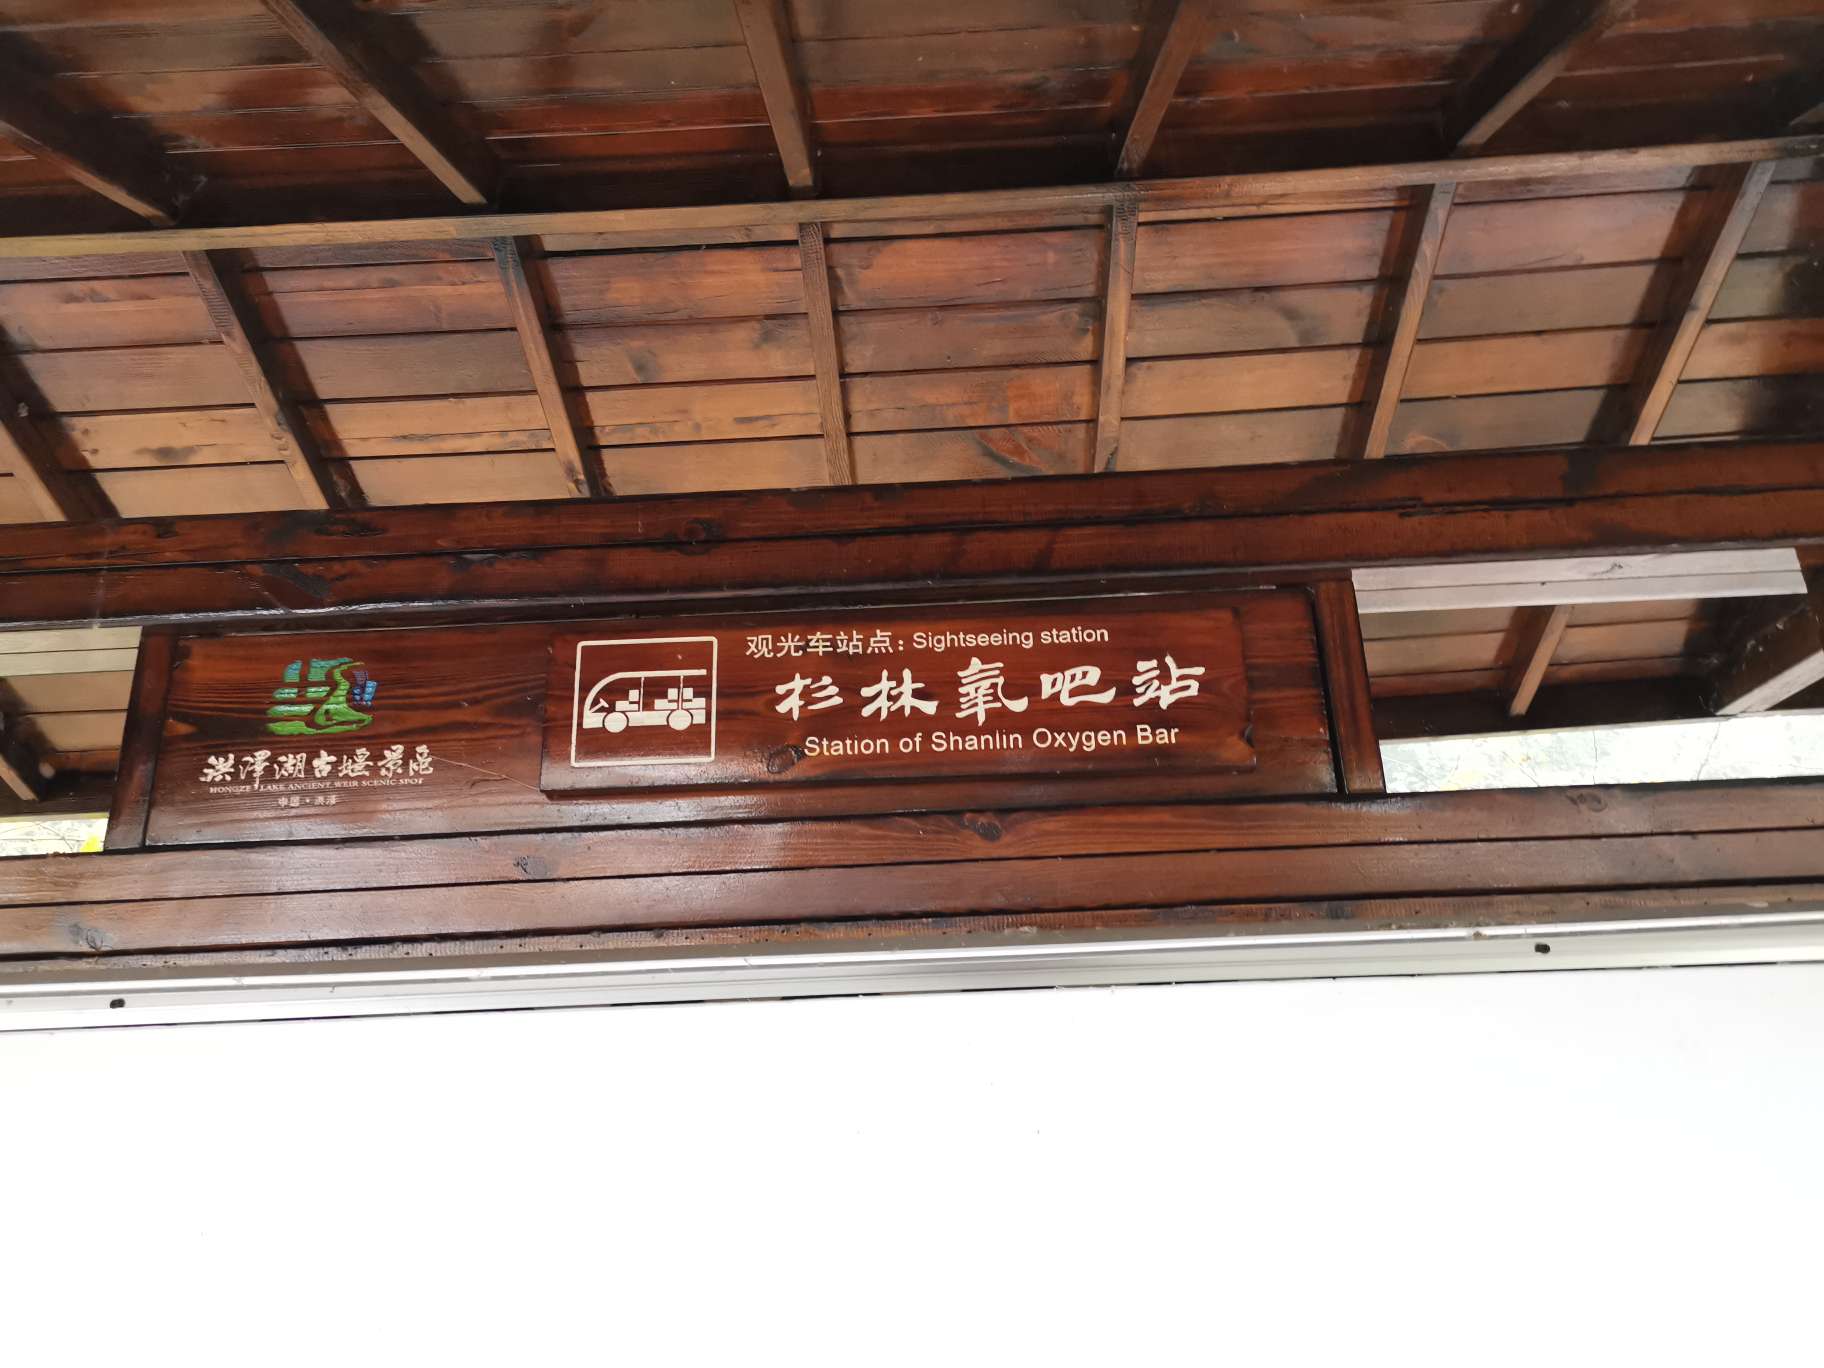 洪泽湖古堰景區
HONGZE LAKE ANCIENT WEIR SCENIC SPOT
中国·洪泽
观光车站点: Sightseeing station
杉林氧吧站
Station of Shanlin Oxygen Bar